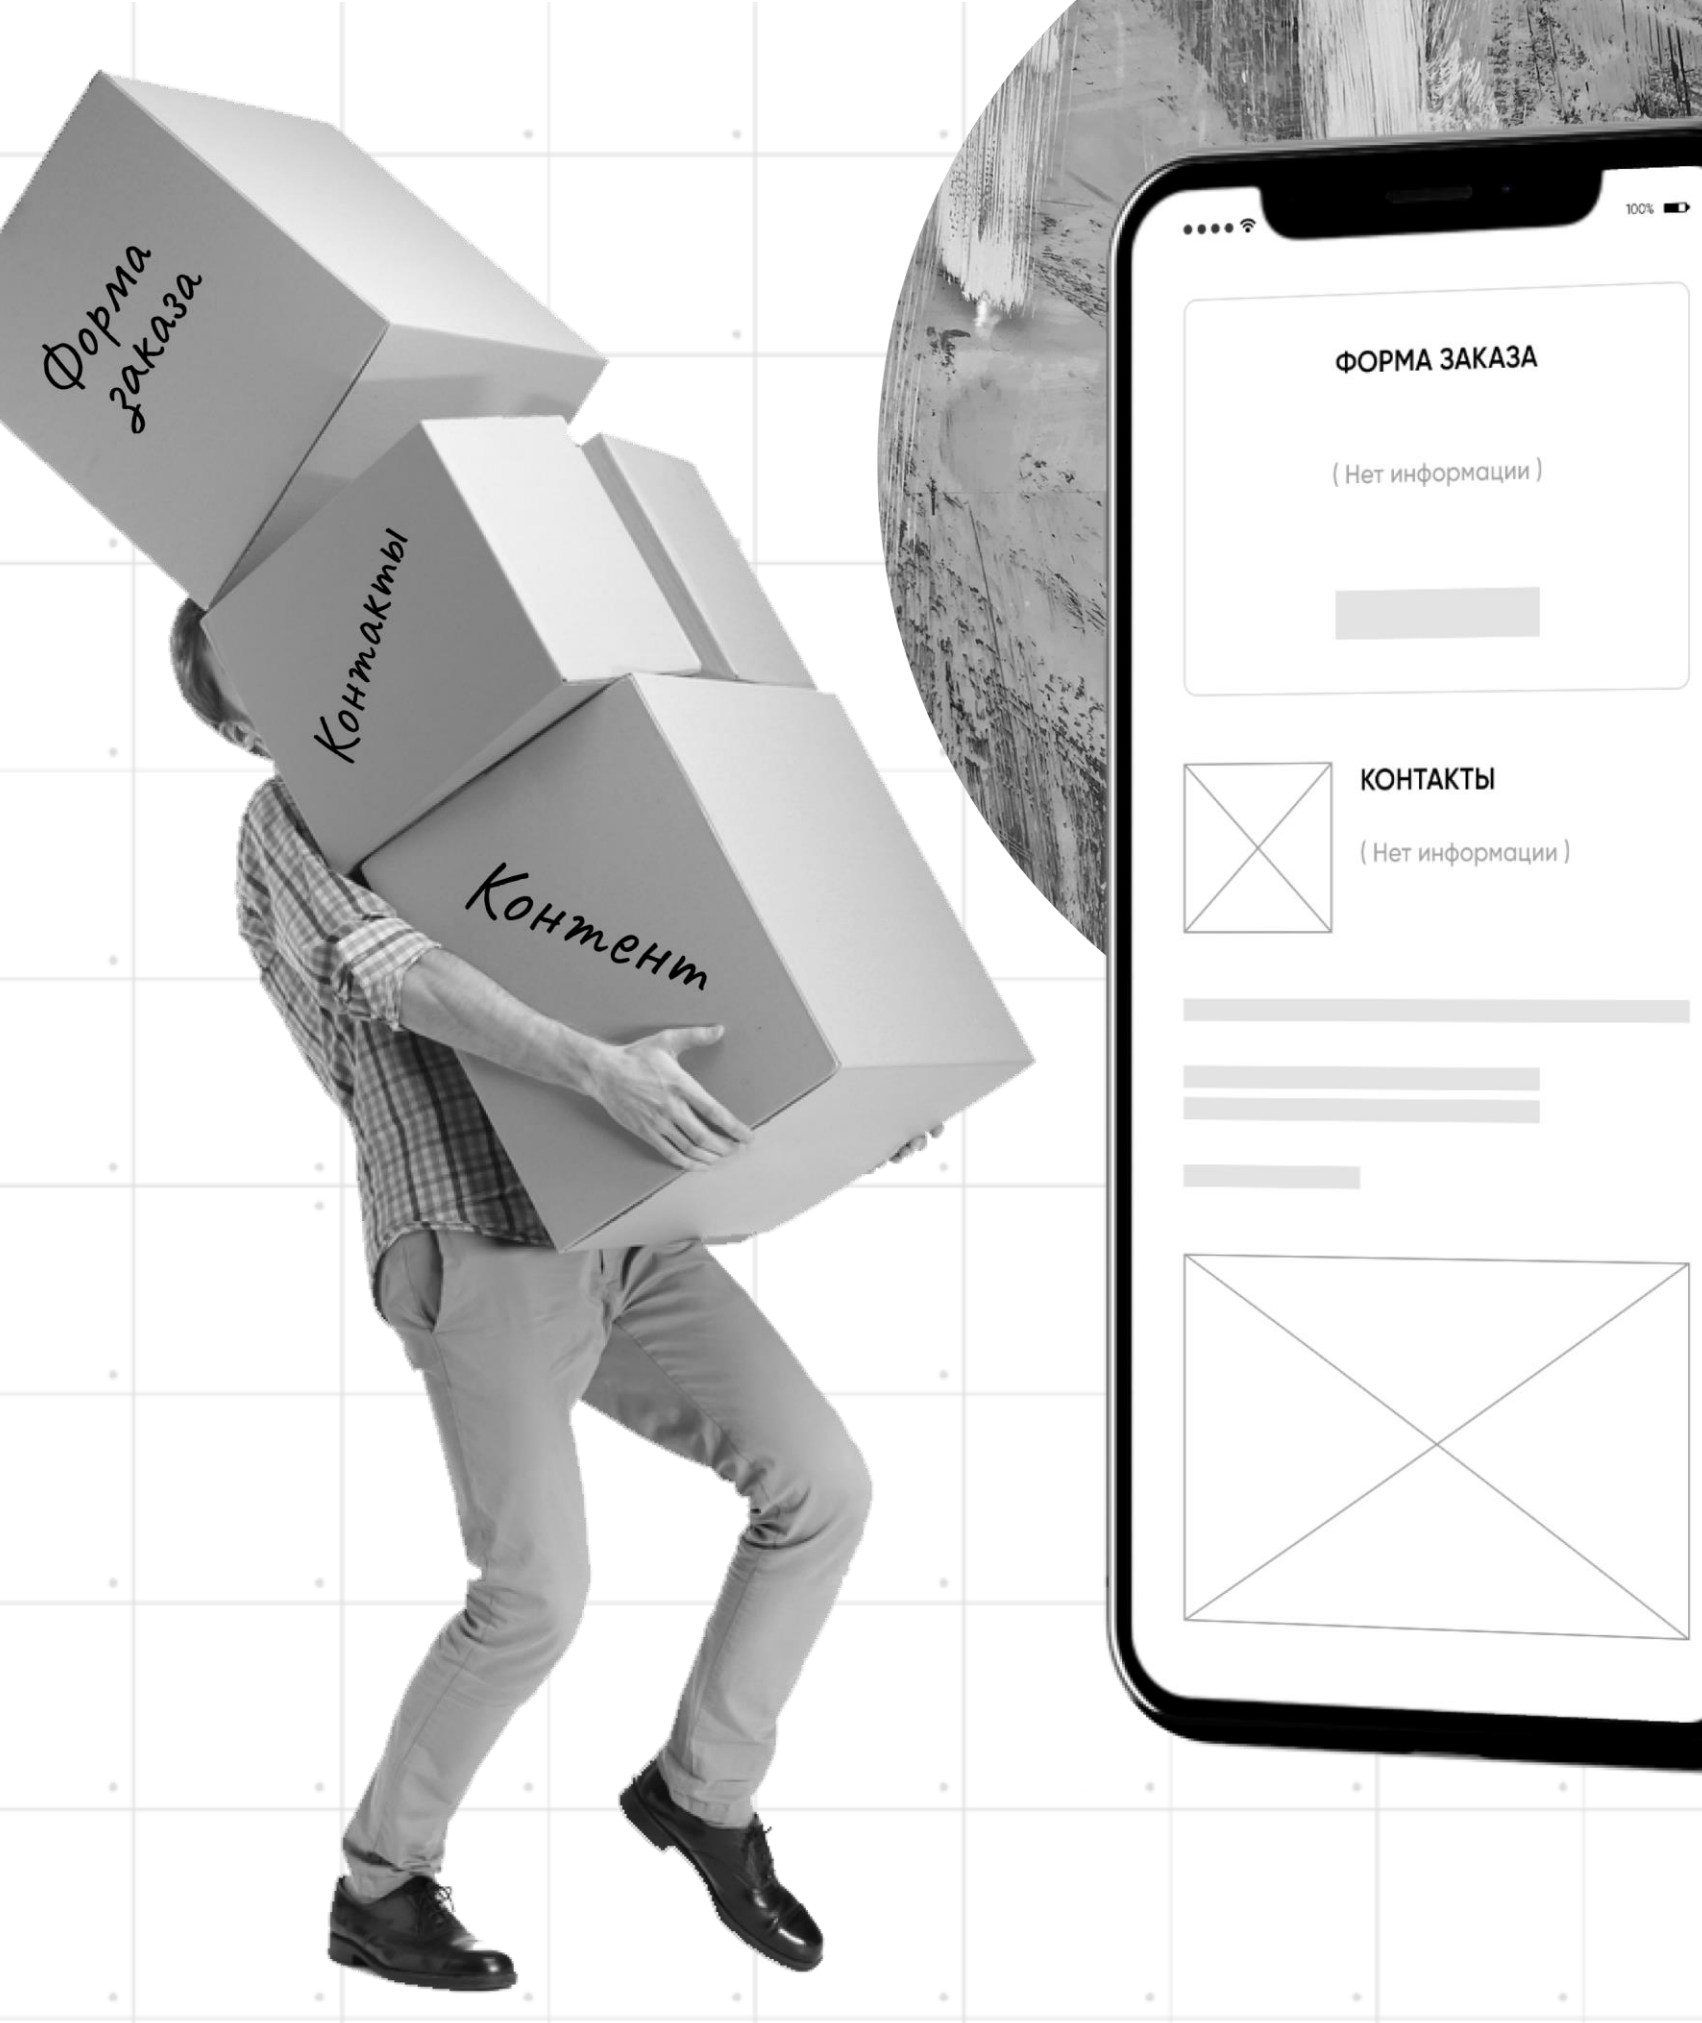 Форма
заказа
Контакты
Контент
100%
ФОРМА ЗАКАЗА
( Нет информации )
КОНТАКТЫ
( Нет информации )